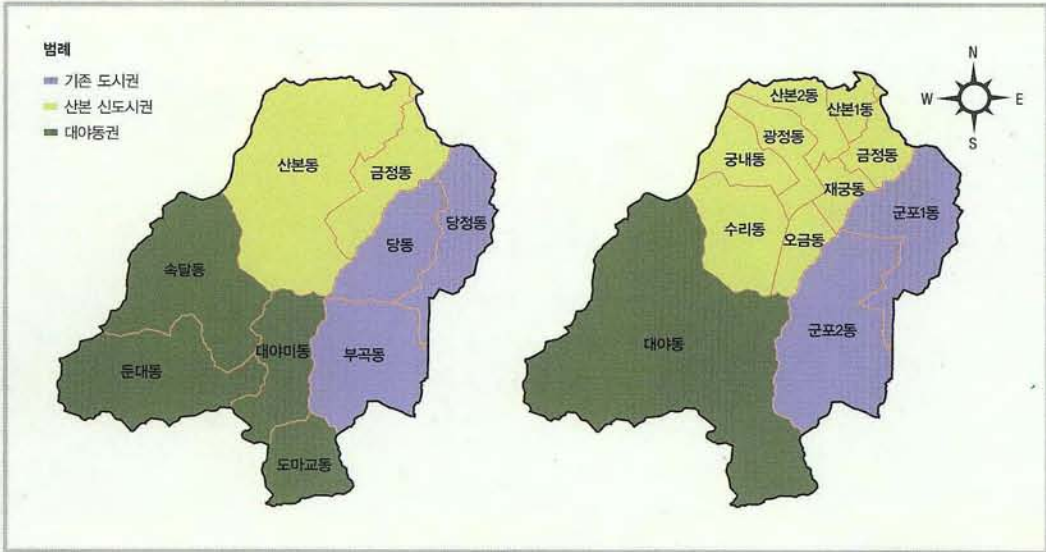 범례
기존 도시권
산본 신도시권
대야동권
산본동
금정동
당정동
당동
속달동
대야미동
부곡동
둔대동
도마교동
N
W
E
S
산본2동
산본1동
광정동
궁내동
금정동
재궁동
군포1동
수리동
오금동
군포2동
대야동